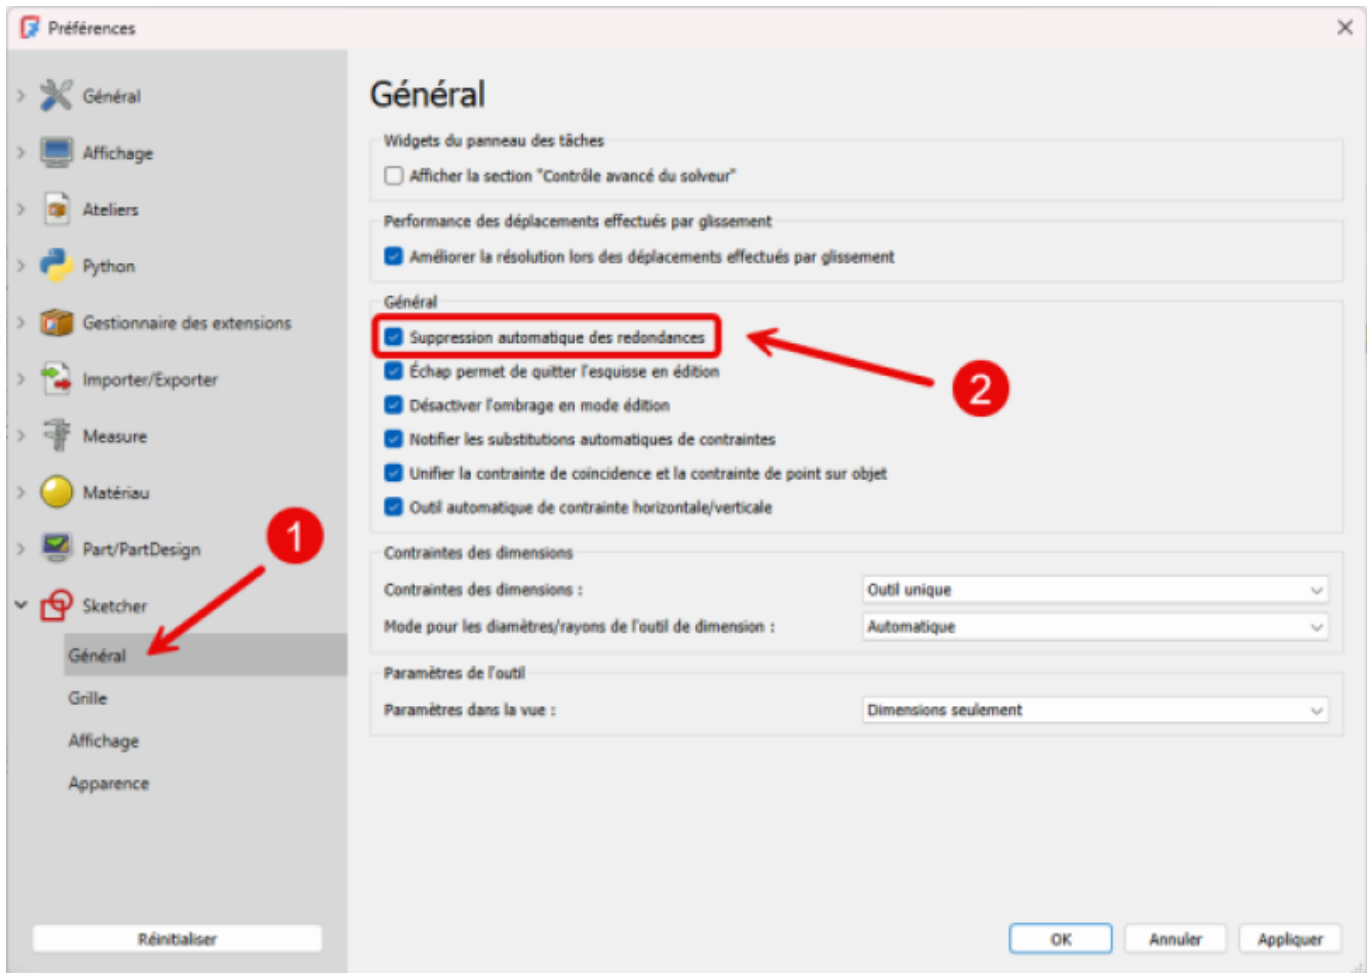 Préférences
Général
Affichage
Ateliers
Python
Gestionnaire des extensions
Importer/Exporter
Measure
Matériau
Part/PartDesign
1
Sketcher
Général
Grille
Affichage
Apparence
Réinitialiser
Général
Widgets du panneau des tâches
Afficher la section "Contrôle avancé du solveur"
Performance des déplacements effectués par glissement
Améliorer la résolution lors des déplacements effectués par glissement
Général
Suppression automatique des redondances
2
Échap permet de quitter l'esquisse en édition
Désactiver l'ombrage en mode édition
Notifier les substitutions automatiques de contraintes
Unifier la contrainte de coïncidence et la contrainte de point sur objet
Outil automatique de contrainte horizontale/verticale
Contraintes des dimensions
Contraintes des dimensions : Outil unique
Mode pour les diamètres/rayons de l'outil de dimension : Automatique
Paramètres de l'outil
Paramètres dans la vue : Dimensions seulement
OK Annuler Appliquer